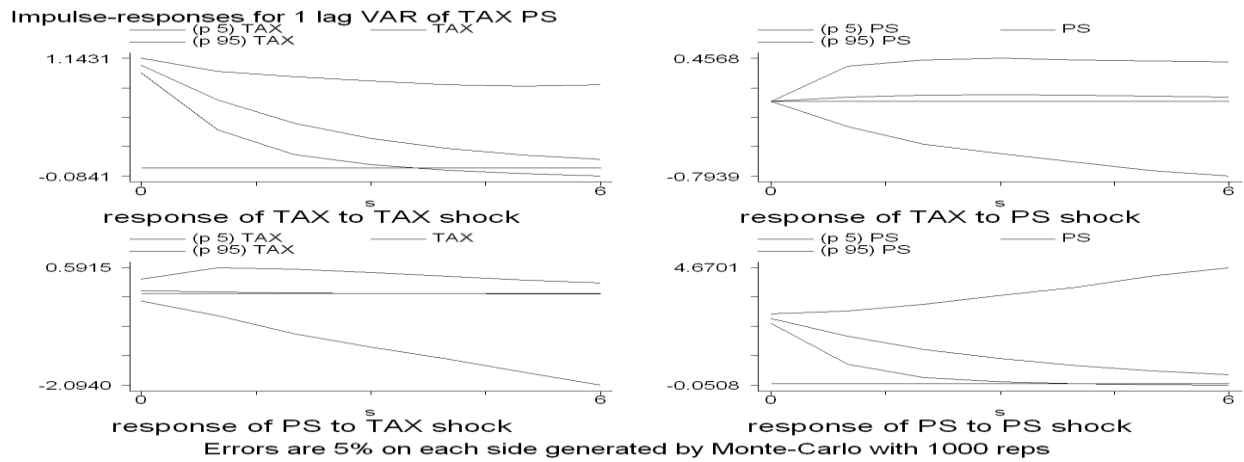 Impulse-responses for 1 lag VAR of TAX PS
(p 5) TAX TAX
(p 95) TAX
1.1431
-0.0841
0 s 6
response of TAX to TAX shock
(p 5) PS PS
(p 95) PS
0.4568
-0.7939
0 s 6
response of TAX to PS shock
(p 5) TAX TAX
(p 95) TAX
0.5915
-2.0940
0 s 6
response of PS to TAX shock
(p 5) PS PS
(p 95) PS
4.6701
-0.0508
0 s 6
response of PS to PS shock
Errors are 5% on each side generated by Monte-Carlo with 1000 reps